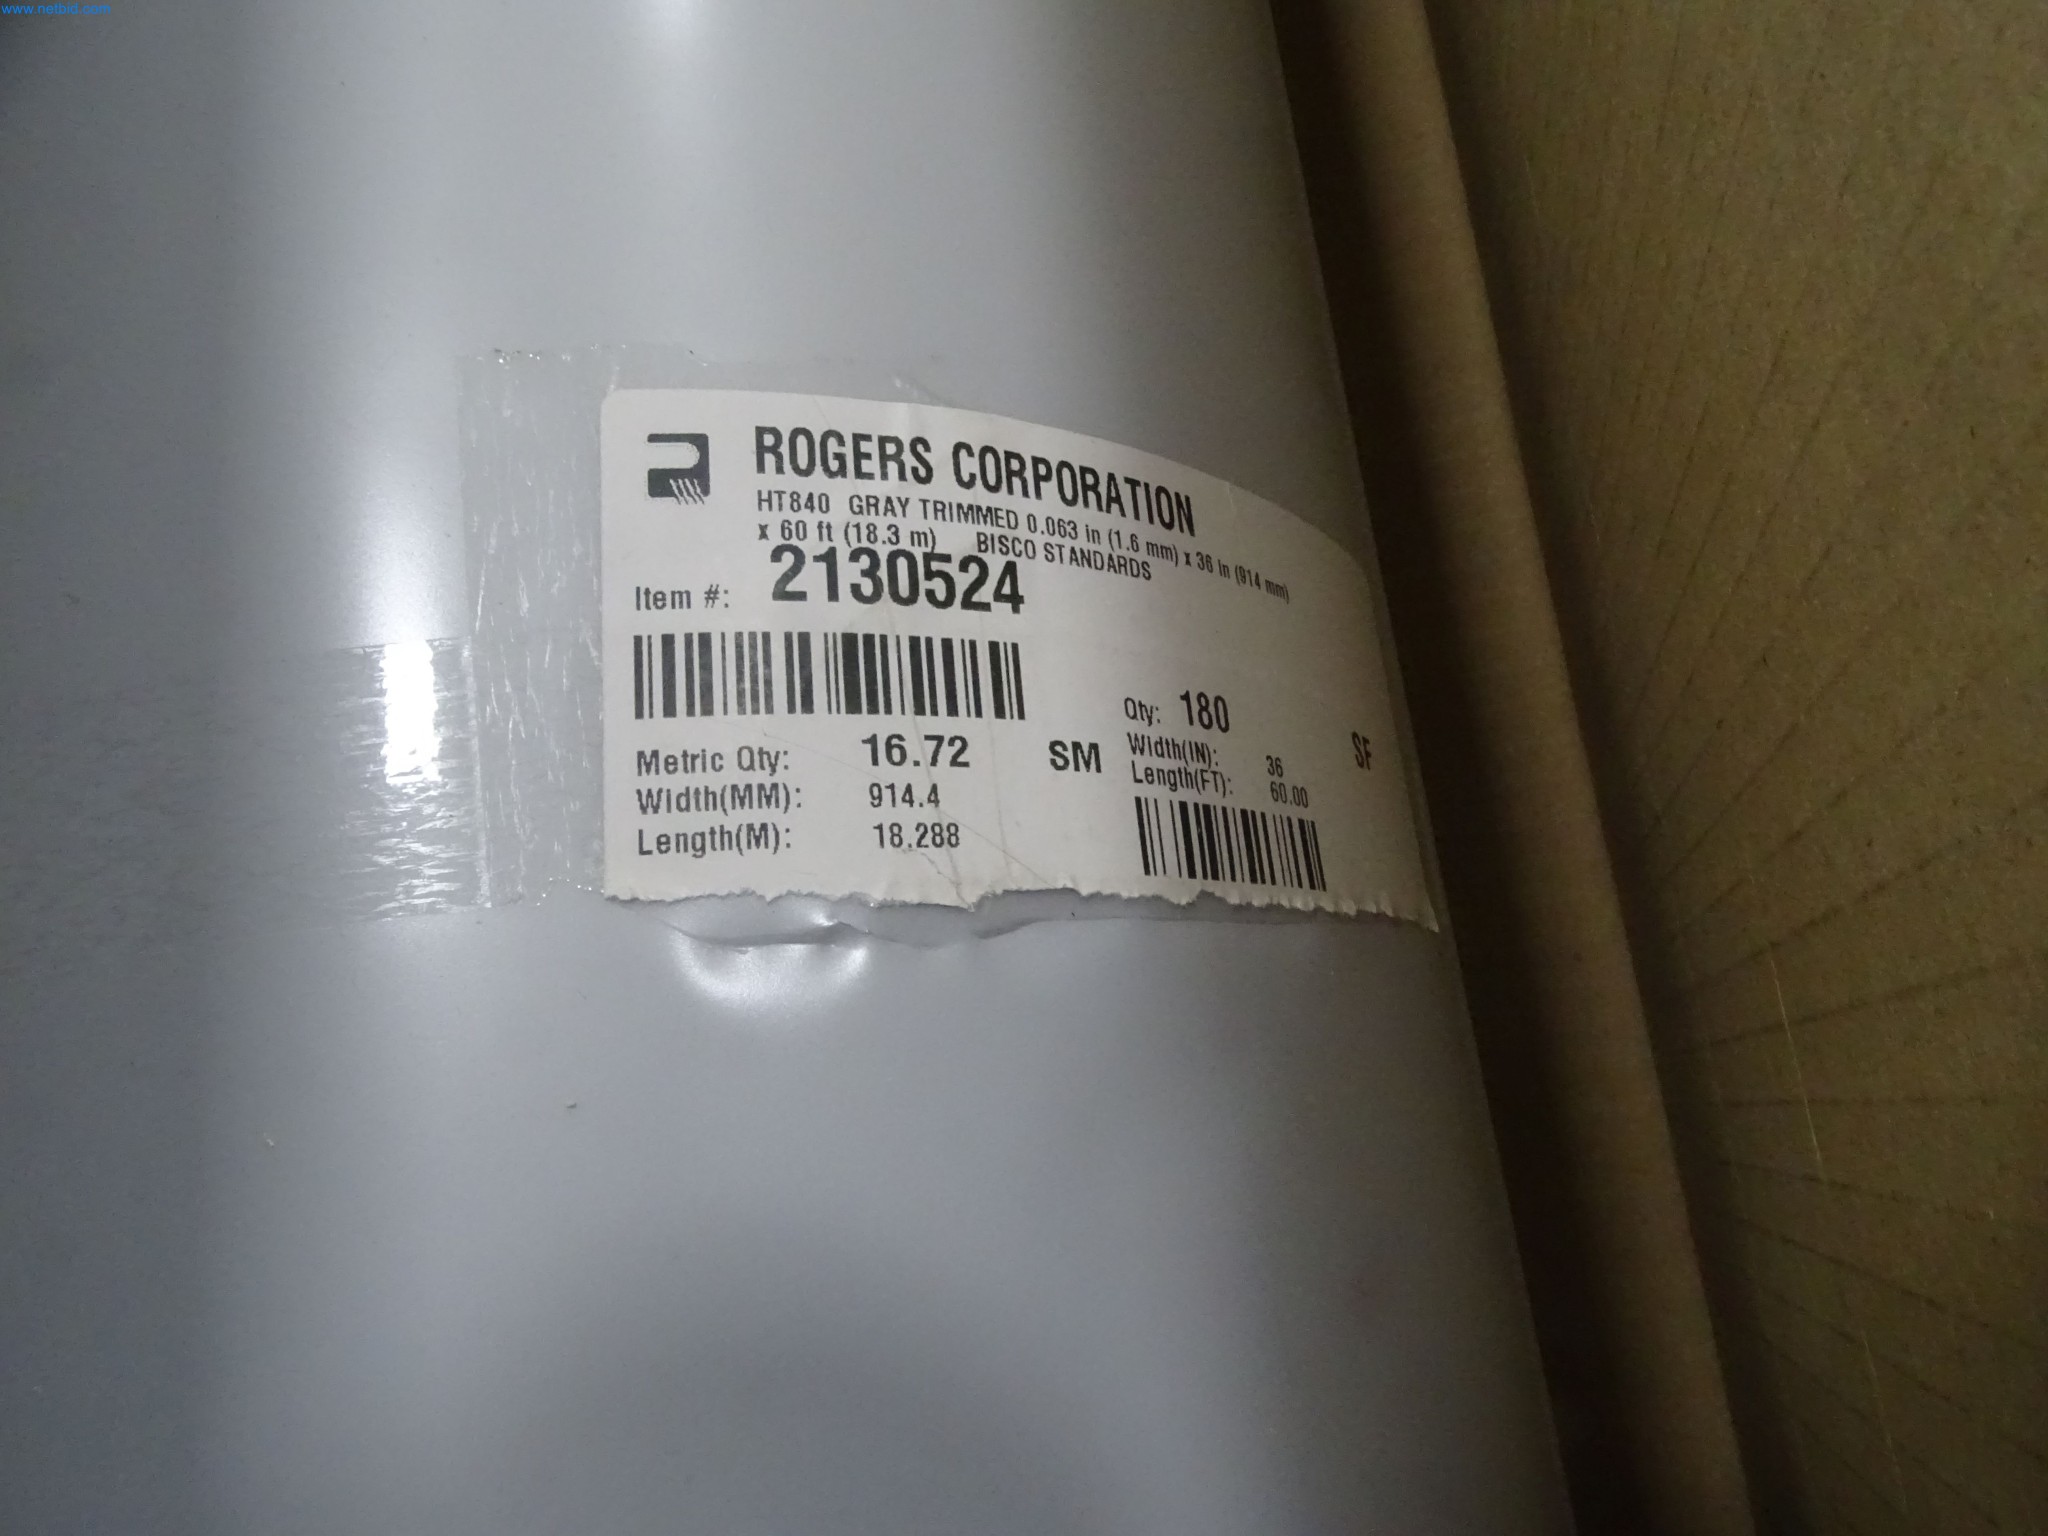 www.netbid.com
ROGERS CORPORATION
HT840 GRAY TRIMMED 0.063 in (1.6 mm) x 36 in (914 mm)
x 60 ft (18.3 m) BISCO STANDARDS
Item #: 2130524
Metric Qty: 16.72 SM
Width(MM): 914.4
Length(M): 18.288
Qty: 180 SF
Width(IN): 36
Length(FT): 60.00